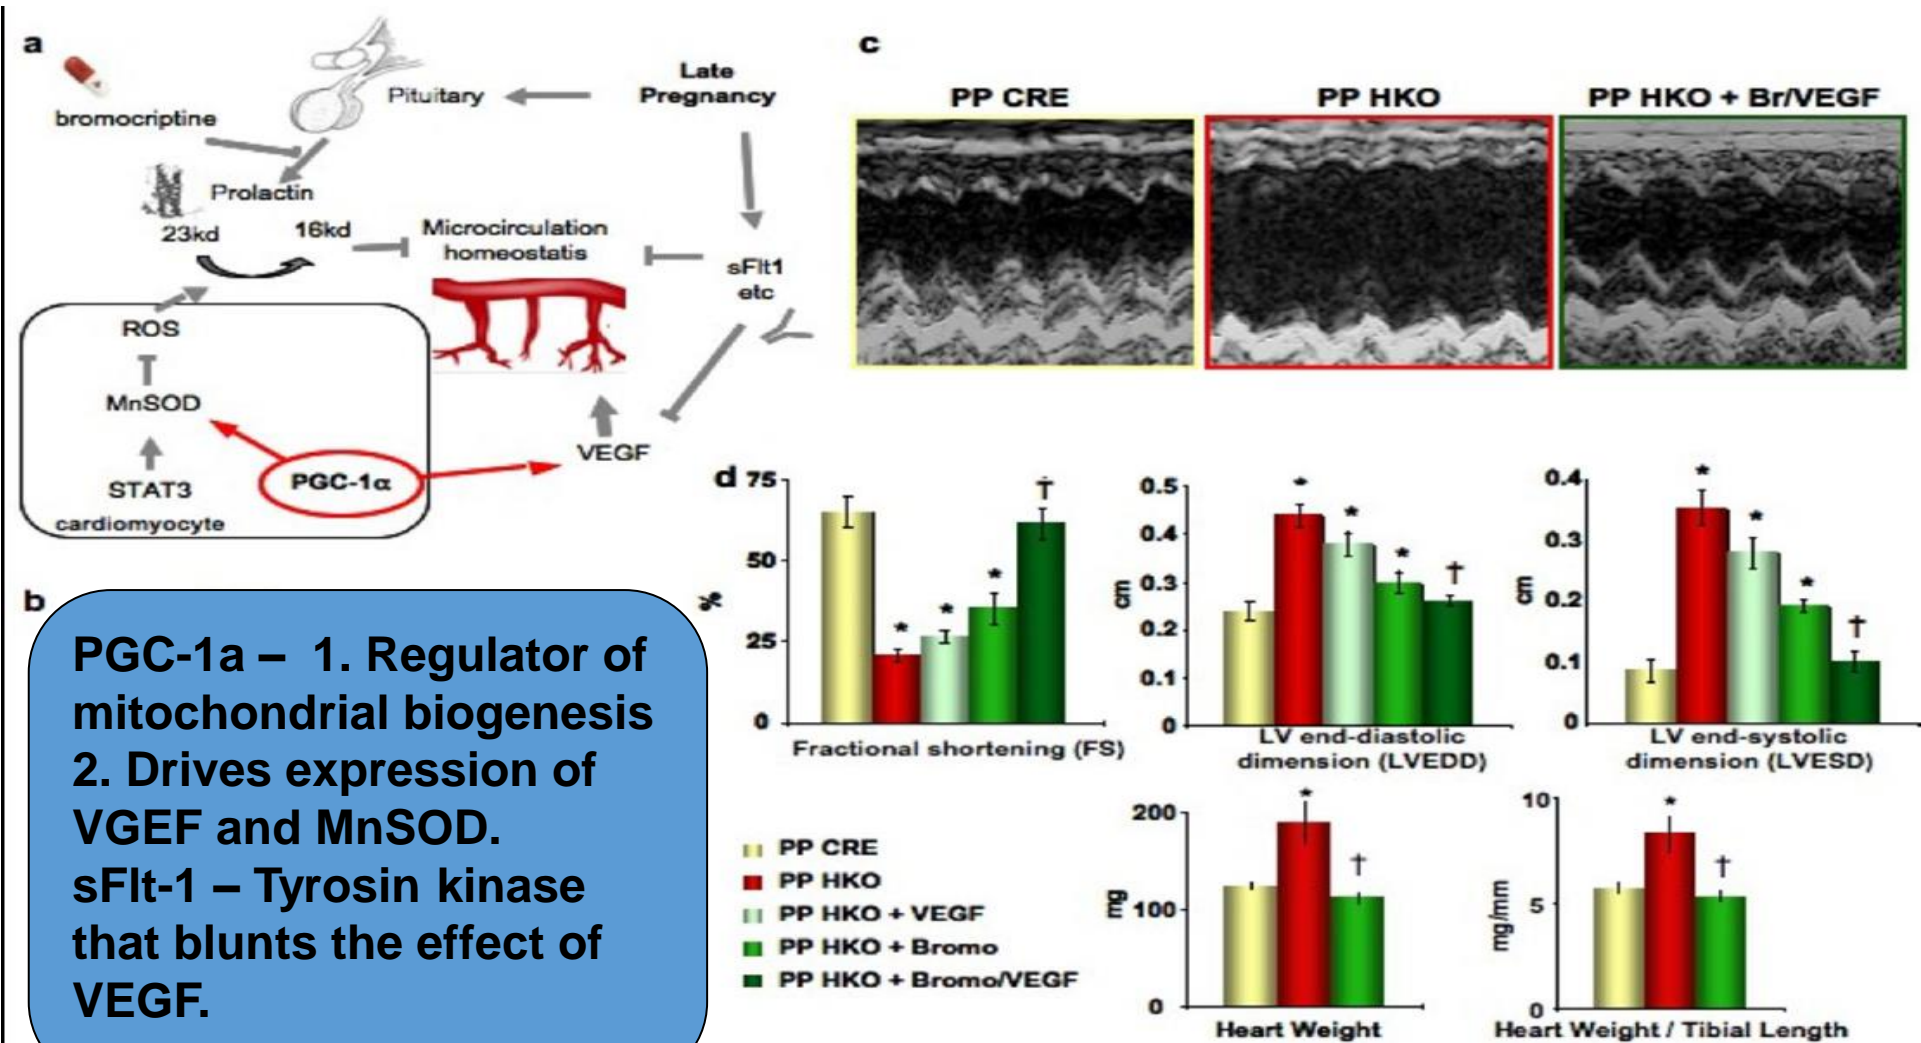 a
bromocriptine
Pituitary
Late
Pregnancy
Prolactin
23kd
16kd
Microcirculation
homeostatis
sFlt1
etc
ROS
MnSOD
STAT3
cardiomyocyte
PGC-1α
VEGF
b
PGC-1a – 1. Regulator of
mitochondrial biogenesis
2. Drives expression of
VGEF and MnSOD.
sFlt-1 – Tyrosin kinase
that blunts the effect of
VEGF.
c
PP CRE
PP HKO
PP HKO + Br/VEGF
d
75
50
25
0
%
*
*
*
†
Fractional shortening (FS)
0.5
0.4
0.3
0.2
0.1
0
cm
*
*
*
†
LV end-diastolic
dimension (LVEDD)
0.4
0.3
0.2
0.1
0
cm
*
*
*
†
LV end-systolic
dimension (LVESD)
PP CRE
PP HKO
PP HKO + VEGF
PP HKO + Bromo
PP HKO + Bromo/VEGF
200
100
0
mg
*
†
Heart Weight
10
5
0
mg/mm
*
†
Heart Weight / Tibial Length